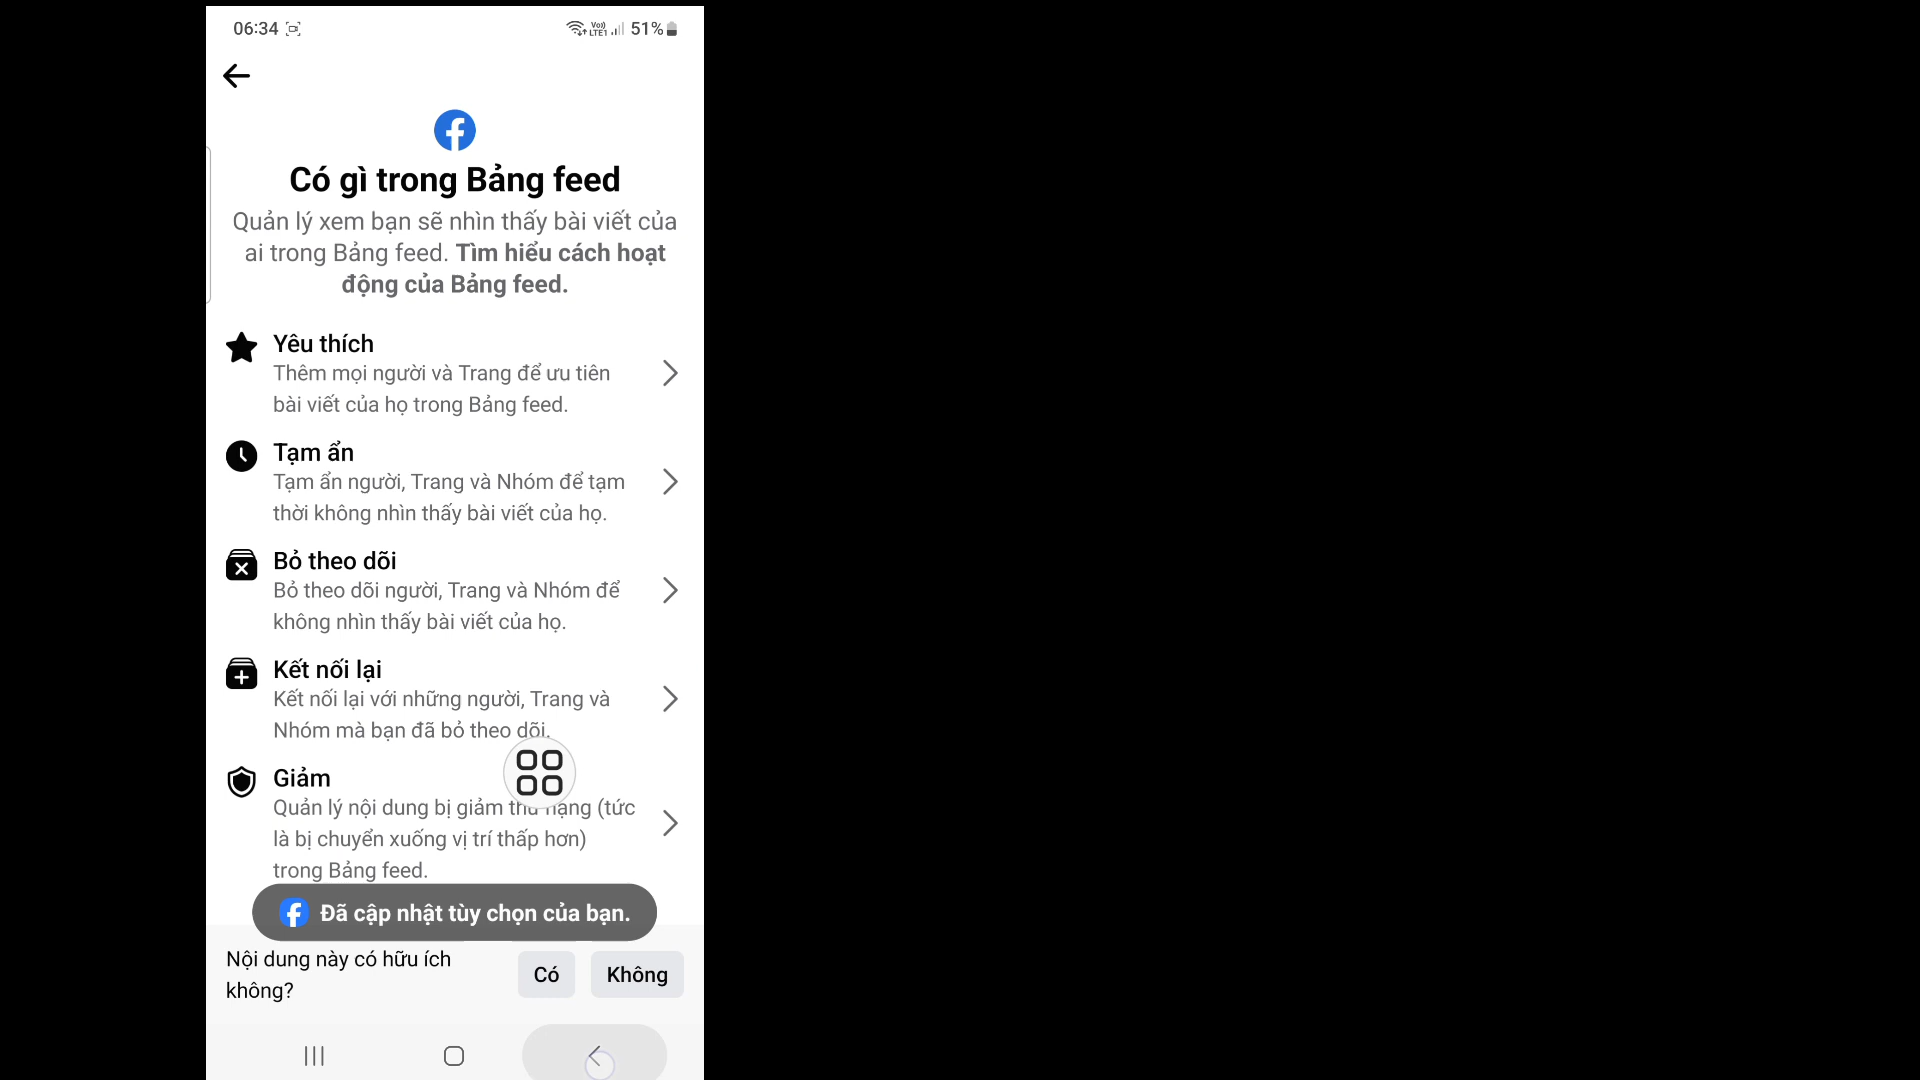 06:34
Vo))
LTE1
51%
Có gì trong Bảng feed
Quản lý xem bạn sẽ nhìn thấy bài viết của
ai trong Bảng feed. Tìm hiểu cách hoạt
động của Bảng feed.
Yêu thích
Thêm mọi người và Trang để ưu tiên
bài viết của họ trong Bảng feed.
Tạm ẩn
Tạm ẩn người, Trang và Nhóm để tạm
thời không nhìn thấy bài viết của họ.
Bỏ theo dõi
Bỏ theo dõi người, Trang và Nhóm để
không nhìn thấy bài viết của họ.
Kết nối lại
Kết nối lại với những người, Trang và
Nhóm mà bạn đã bỏ theo dõi.
Giảm
Quản lý nội dung bị giảm thứ hạng (tức
là bị chuyển xuống vị trí thấp hơn)
trong Bảng feed.
Đã cập nhật tùy chọn của bạn.
Nội dung này có hữu ích
không?
Có
Không